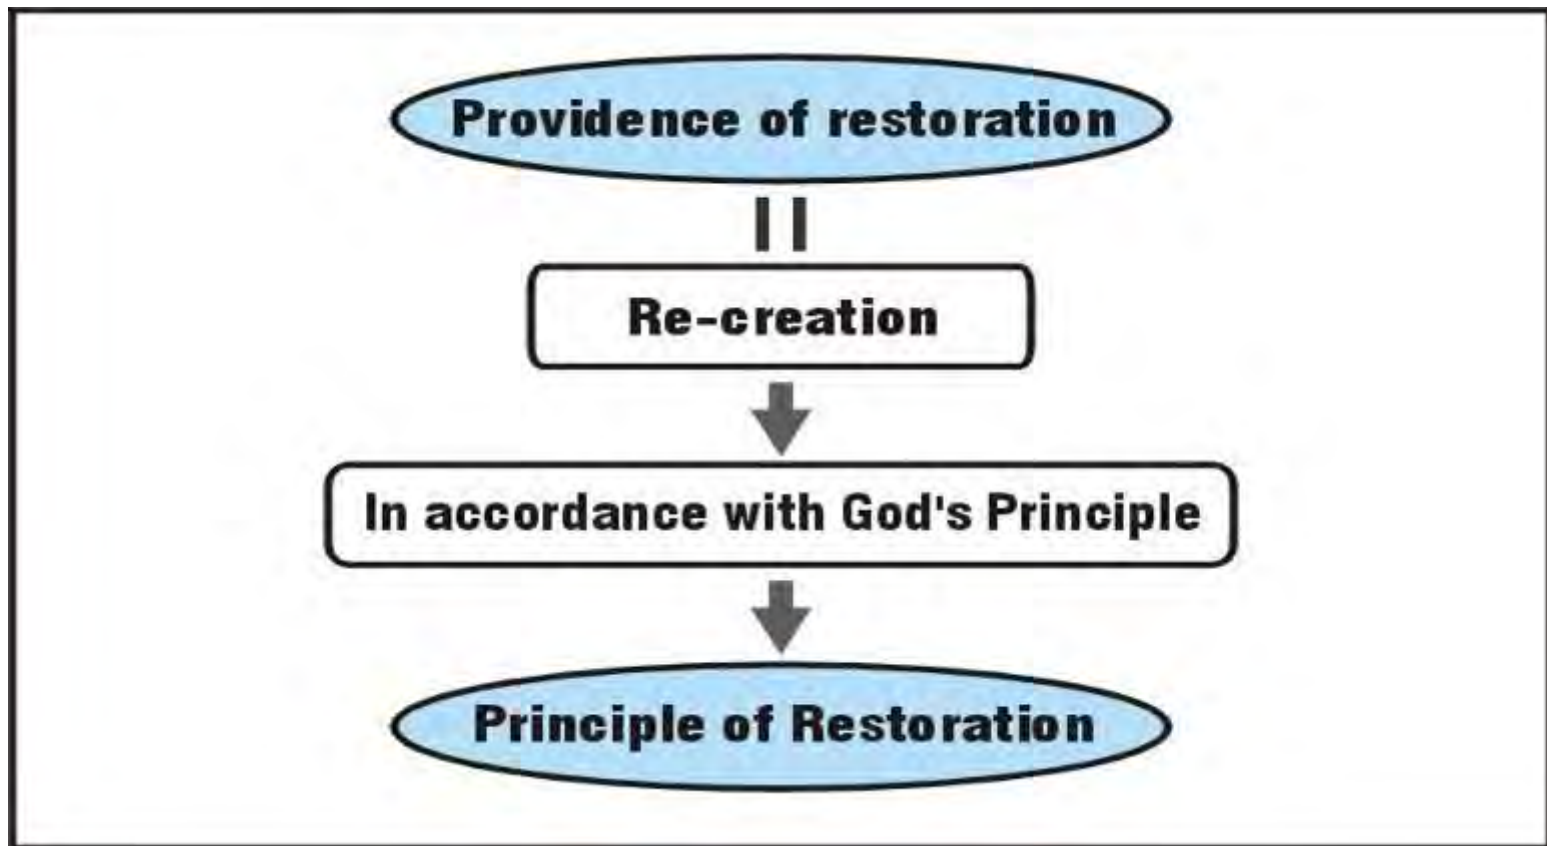 Providence of restoration
Re-creation
In accordance with God's Principle
Principle of Restoration